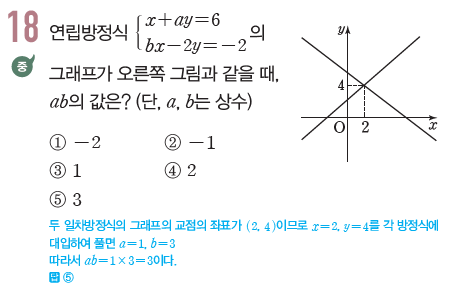 18
중
연립방정식 { x+ay=6
bx-2y=-2 의
그래프가 오른쪽 그림과 같을 때,
ab의 값은? (단, a, b는 상수)
① -2 ② -1
③ 1 ④ 2
⑤ 3
y
4
O 2 x
두 일차방정식의 그래프의 교점의 좌표가 (2, 4)이므로 x=2, y=4를 각 방정식에
대입하여 풀면 a=1, b=3
따라서 ab=1×3=3이다.
답 ⑤